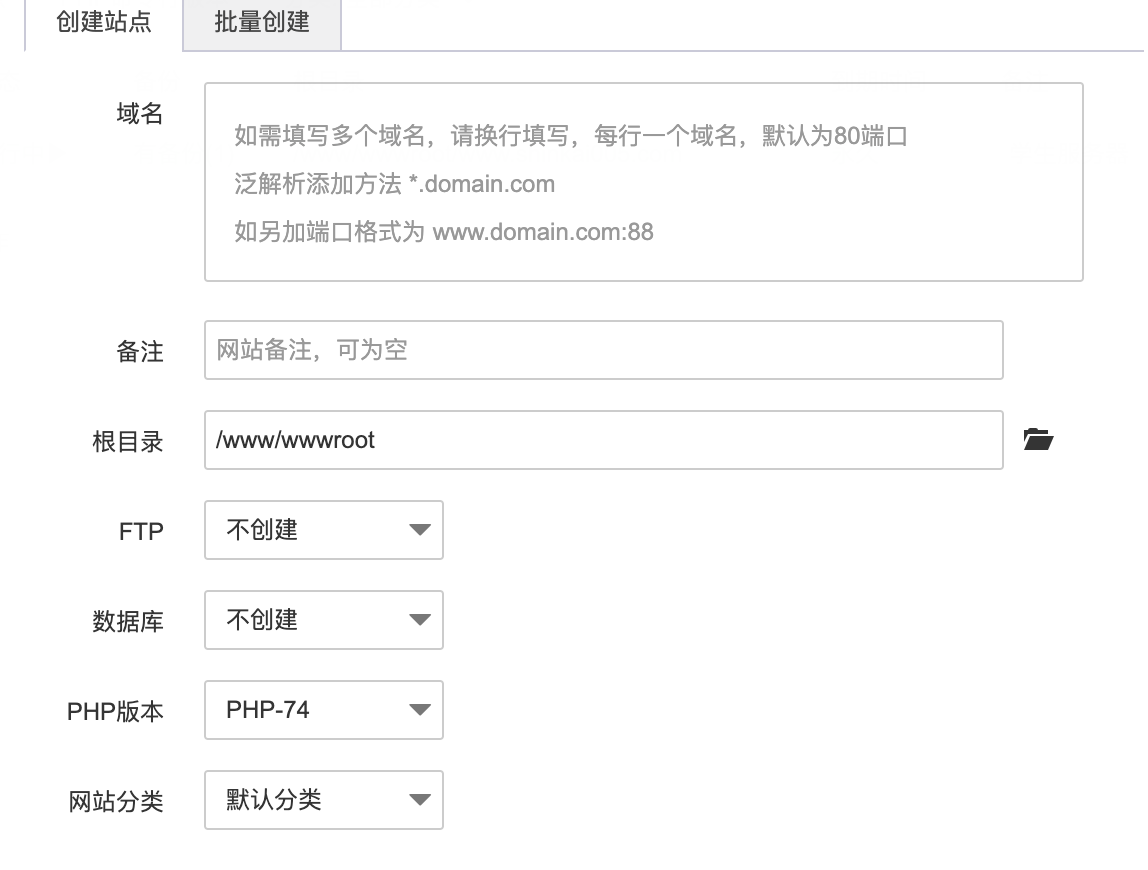 创建站点
批量创建
域名
如需填写多个域名，请换行填写，每行一个域名，默认为80端口
泛解析添加方法 *.domain.com
如另加端口格式为 www.domain.com:88
备注
网站备注，可为空
根目录
/www/wwwroot
FTP
不创建
数据库
不创建
PHP版本
PHP-74
网站分类
默认分类